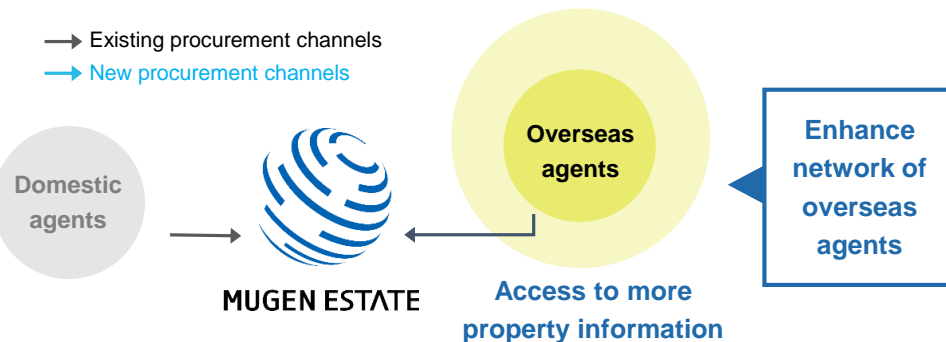 Existing procurement channels
New procurement channels
Domestic
agents
MUGEN ESTATE
Overseas
agents
Access to more
property information
Enhance
network of
overseas
agents